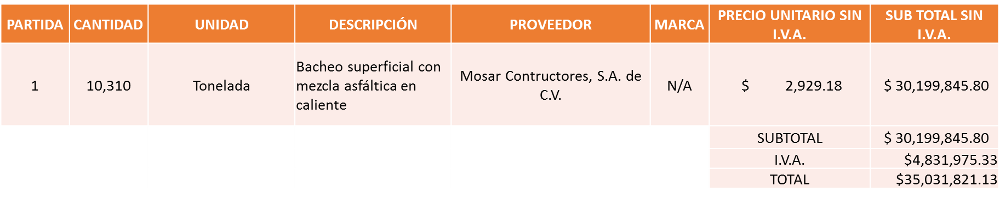 PARTIDA CANTIDAD UNIDAD DESCRIPCIÓN PROVEEDOR MARCA PRECIO UNITARIO SIN I.V.A. SUB TOTAL SIN I.V.A.
1 10,310 Tonelada Bacheo superficial con mezcla asfáltica en caliente Mosar Contructores, S.A. de C.V. N/A $ 2,929.18 $ 30,199,845.80
SUBTOTAL $ 30,199,845.80
I.V.A. $4,831,975.33
TOTAL $35,031,821.13